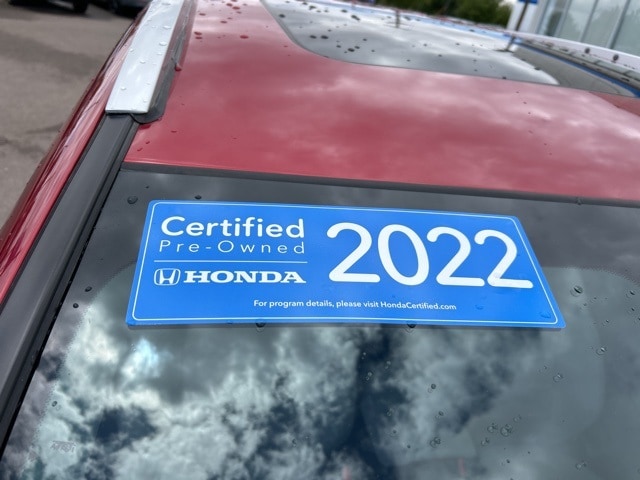 Certified
Pre-Owned
HONDA
2022
For program details, please visit HondaCertified.com